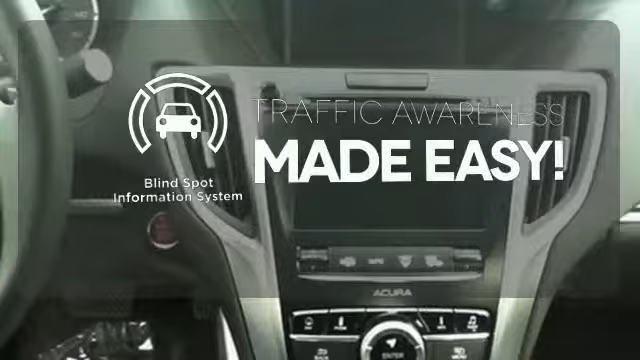 TRAFFIC AWARENESS
MADE EASY!
Blind Spot
Information System
ACURA
ENTER